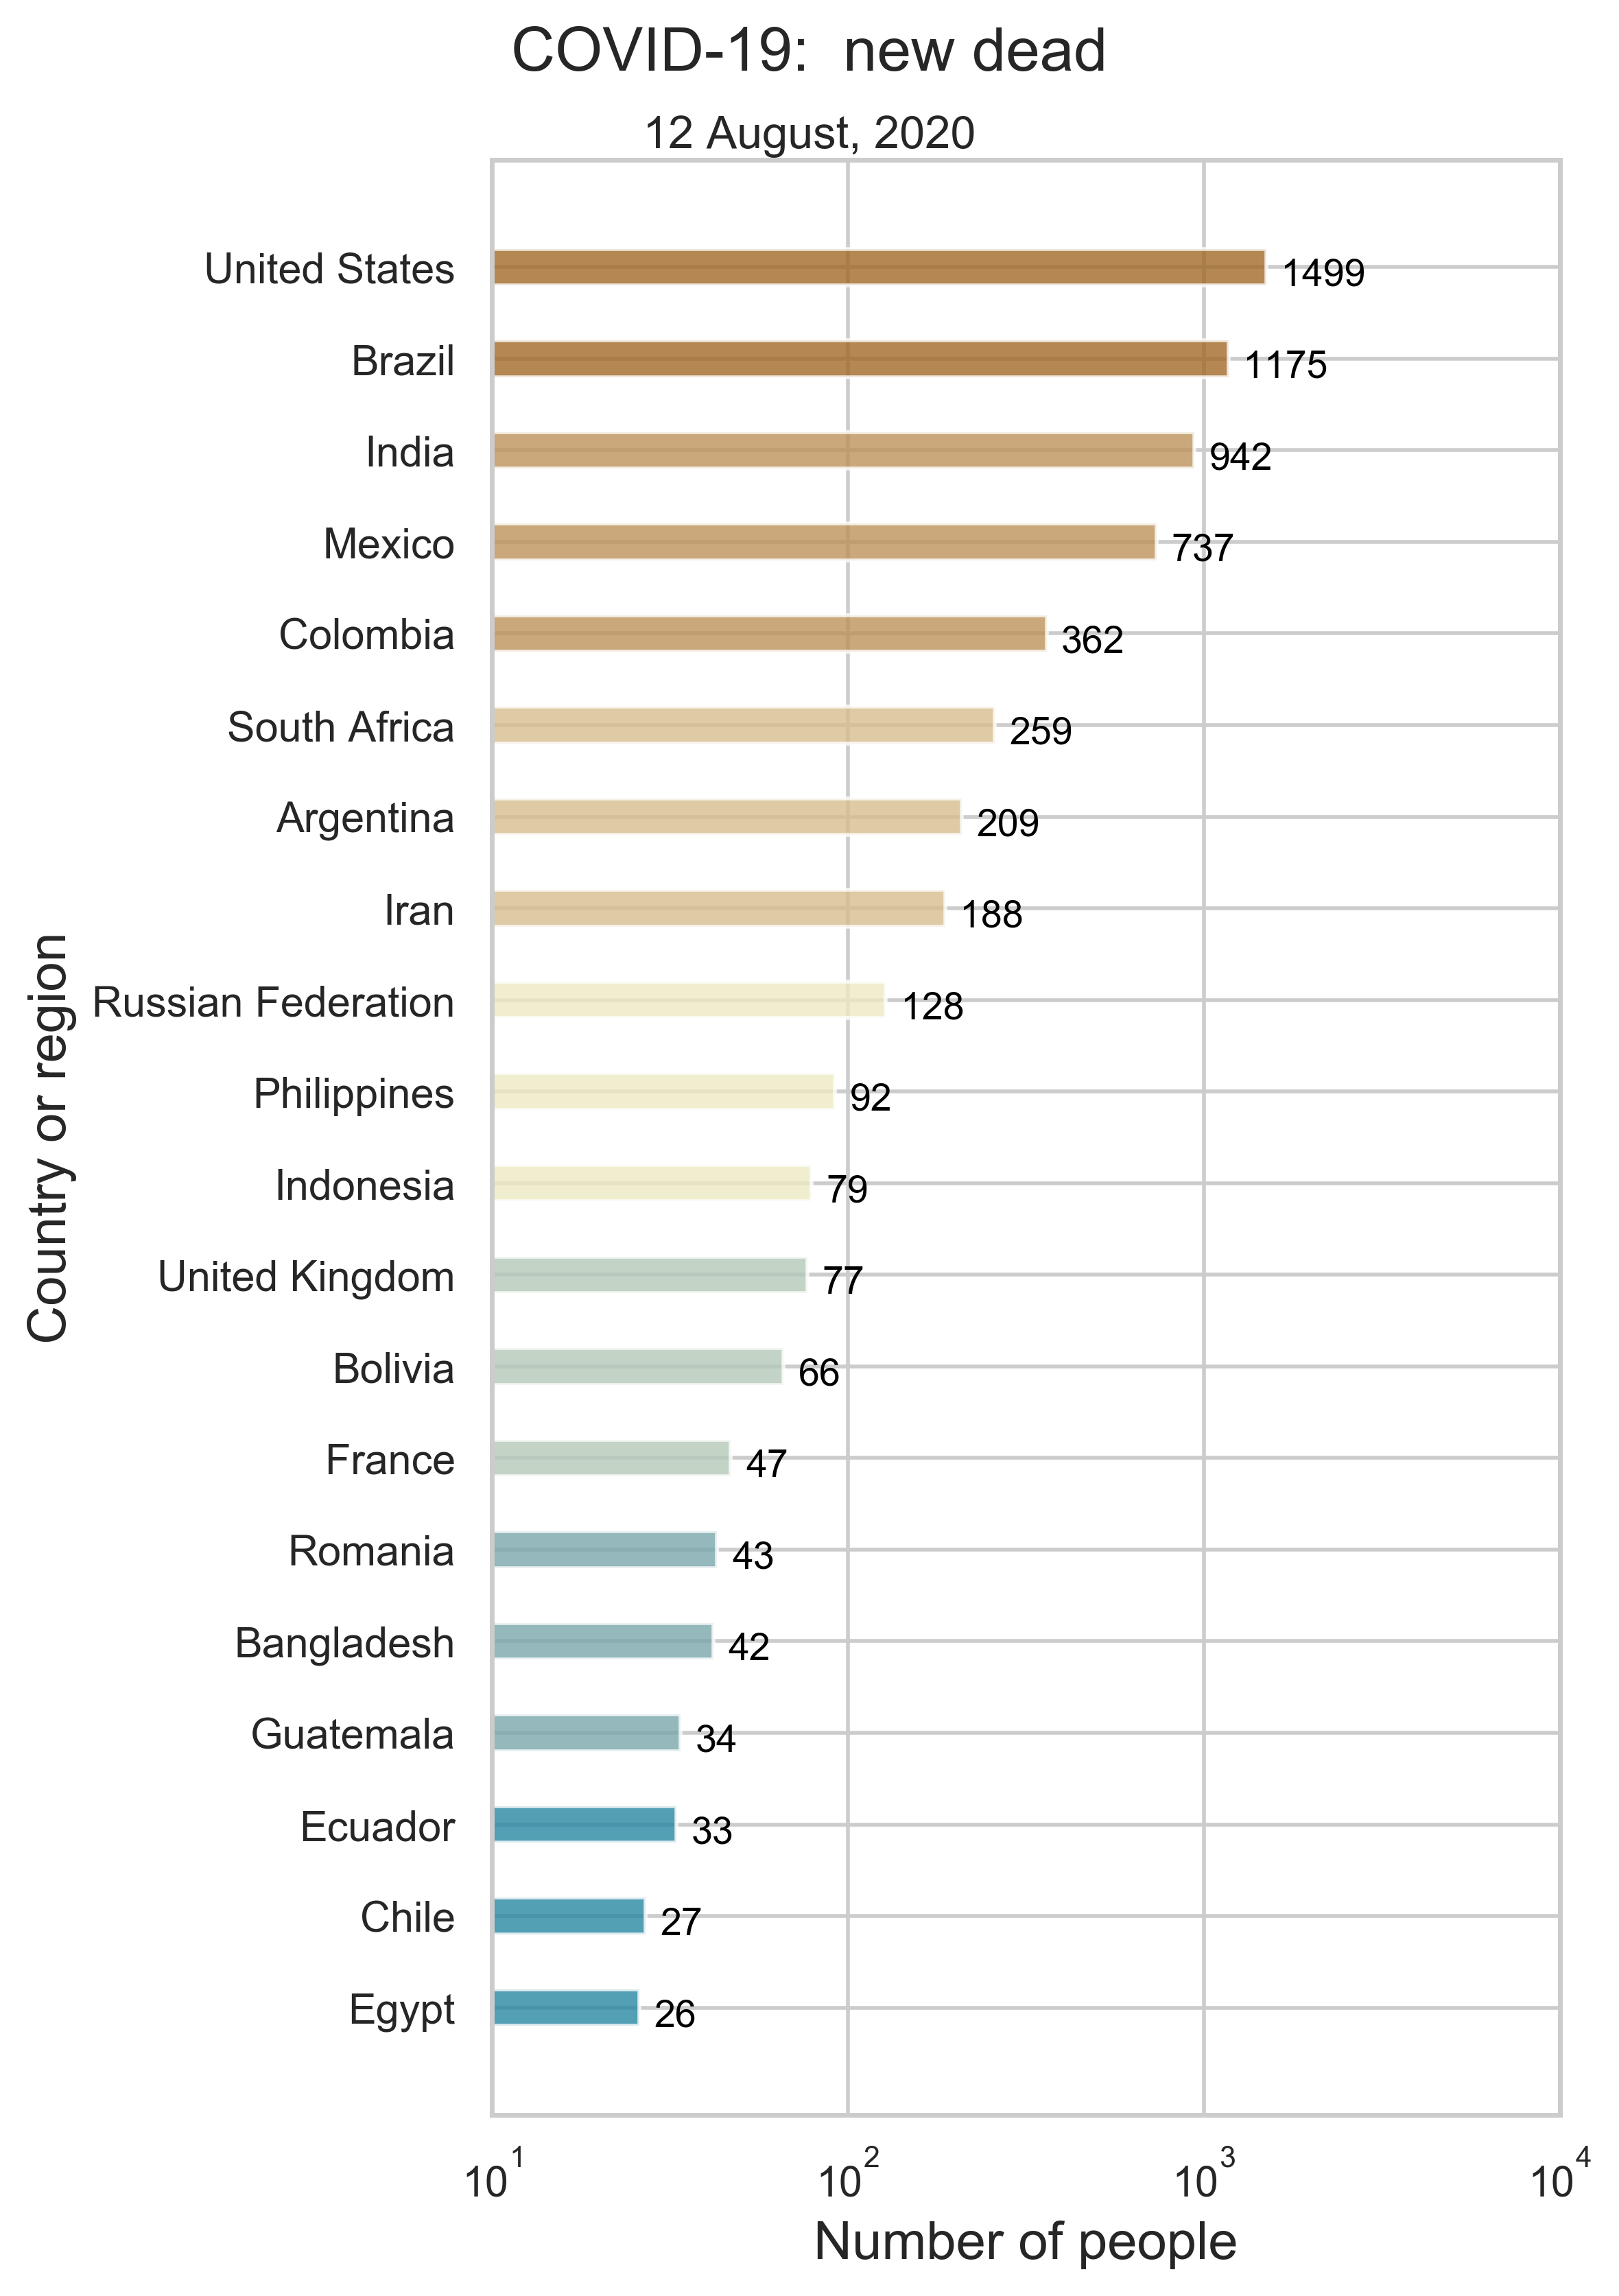 COVID-19:  new dead
12 August, 2020
United States 1499
Brazil 1175
India 942
Mexico 737
Colombia 362
South Africa 259
Argentina 209
Iran 188
Russian Federation 128
Philippines 92
Indonesia 79
United Kingdom 77
Bolivia 66
France 47
Romania 43
Bangladesh 42
Guatemala 34
Ecuador 33
Chile 27
Egypt 26
Country or region
10¹ 10² 10³ 10⁴
Number of people